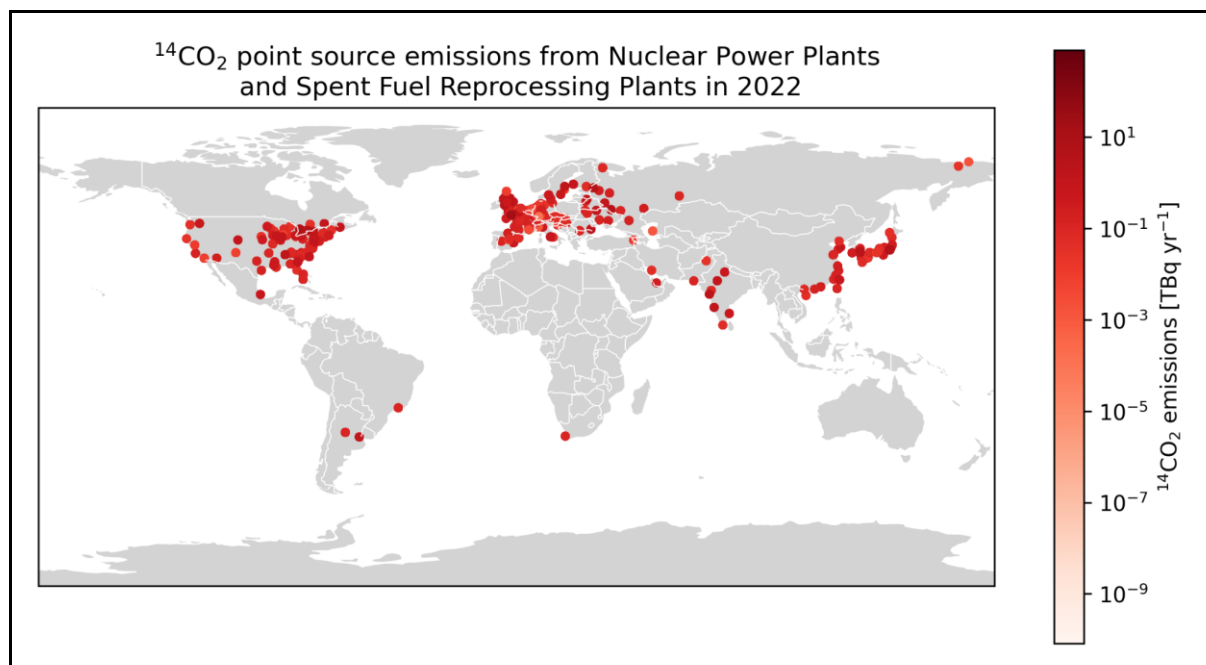 ¹⁴CO₂ point source emissions from Nuclear Power Plants
and Spent Fuel Reprocessing Plants in 2022
10¹
10⁻¹
10⁻³
10⁻⁵
10⁻⁷
10⁻⁹
¹⁴CO₂ emissions [TBq yr⁻¹]